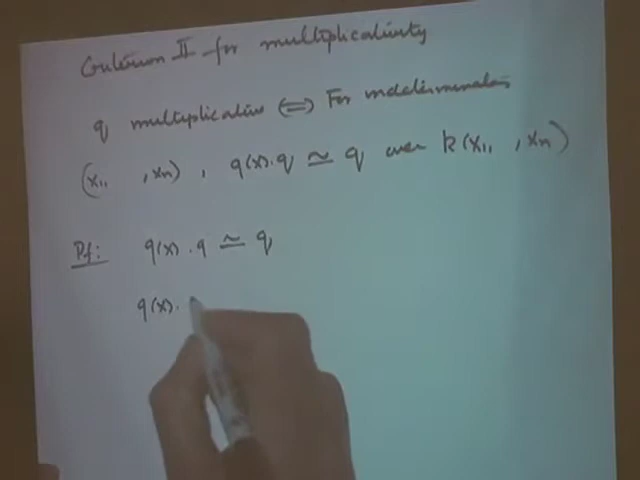 Criterion II for multiplicativity
q multiplicative ⟺ For indeterminates
(x₁, , xₙ), q(x).q ≃ q over k(x₁, , xₙ)
Pf: q(x).q ≃ q
q(x).